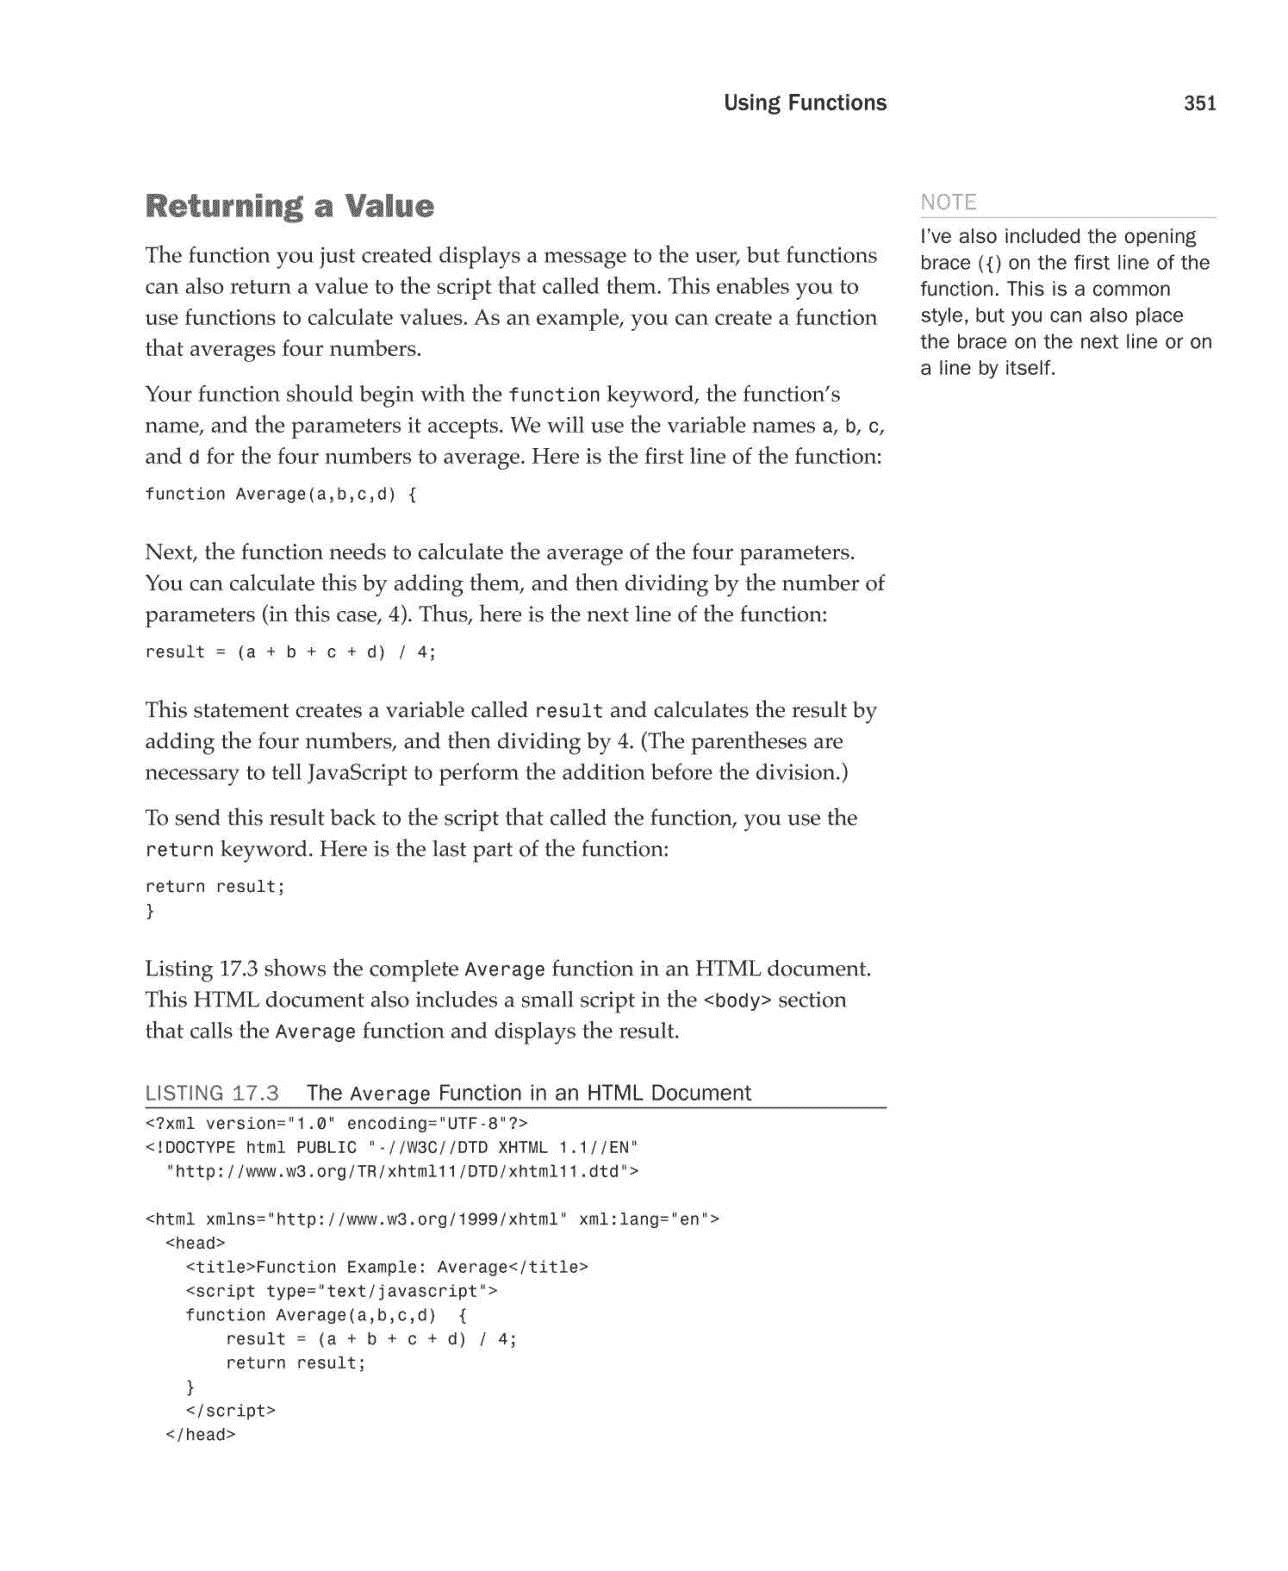 Using Functions
351
Returning a Value
The function you just created displays a message to the user, but functions
can also return a value to the script that called them. This enables you to
use functions to calculate values. As an example, you can create a function
that averages four numbers.
Your function should begin with the function keyword, the function's
name, and the parameters it accepts. We will use the variable names a, b, c,
and d for the four numbers to average. Here is the first line of the function:
function Average(a,b,c,d) {
Next, the function needs to calculate the average of the four parameters.
You can calculate this by adding them, and then dividing by the number of
parameters (in this case, 4). Thus, here is the next line of the function:
result = (a + b + c + d) / 4;
This statement creates a variable called result and calculates the result by
adding the four numbers, and then dividing by 4. (The parentheses are
necessary to tell JavaScript to perform the addition before the division.)
To send this result back to the script that called the function, you use the
return keyword. Here is the last part of the function:
return result;
}
Listing 17.3 shows the complete Average function in an HTML document.
This HTML document also includes a small script in the <body> section
that calls the Average function and displays the result.
LISTING 17.3 The Average Function in an HTML Document
<?xml version="1.0" encoding="UTF-8"?>
<!DOCTYPE html PUBLIC "-//W3C//DTD XHTML 1.1//EN"
"http://www.w3.org/TR/xhtml11/DTD/xhtml11.dtd">
<html xmlns="http://www.w3.org/1999/xhtml" xml:lang="en">
<head>
<title>Function Example: Average</title>
<script type="text/javascript">
function Average(a,b,c,d) {
result = (a + b + c + d) / 4;
return result;
}
</script>
</head>
NOTE
I've also included the opening
brace ({) on the first line of the
function. This is a common
style, but you can also place
the brace on the next line or on
a line by itself.